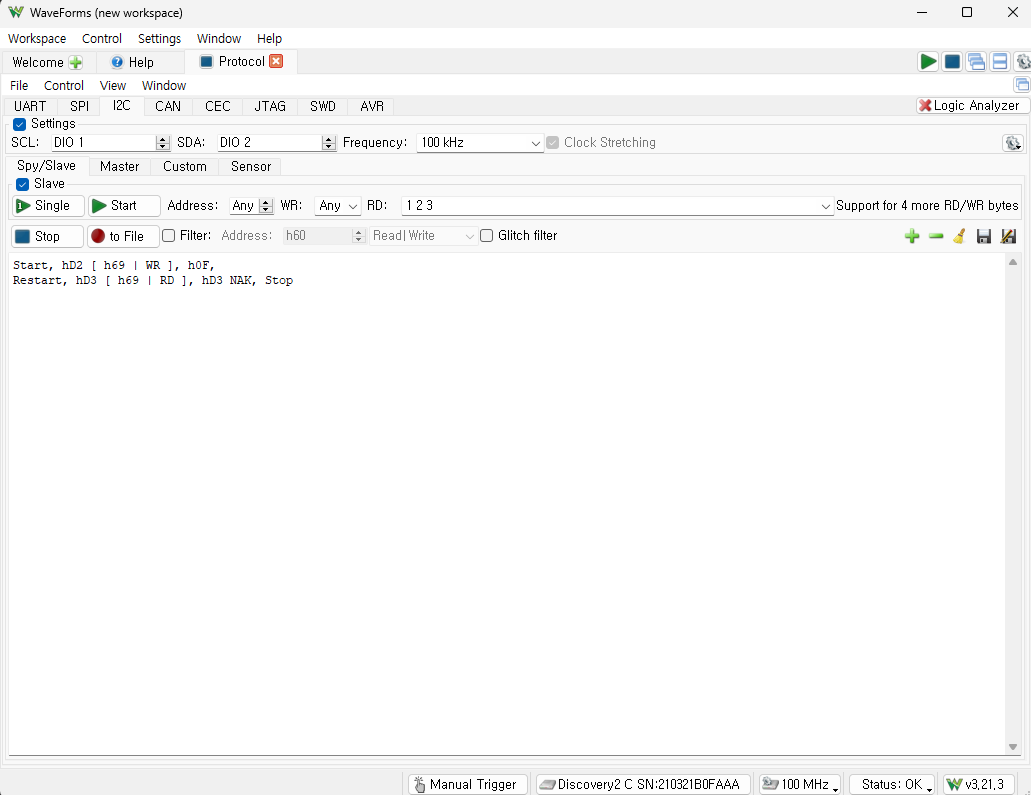 WaveForms (new workspace)
Workspace Control Settings Window Help
Welcome Help Protocol
File Control View Window
UART SPI I2C CAN CEC JTAG SWD AVR Logic Analyzer
Settings
SCL: DIO 1 SDA: DIO 2 Frequency: 100 kHz Clock Stretching
Spy/Slave Master Custom Sensor
Slave
Single Start Address: Any WR: Any RD: 1 2 3 Support for 4 more RD/WR bytes
Stop to File Filter: Address: h60 Read|Write Glitch filter
Start, hD2 [ h69 | WR ], h0F,
Restart, hD3 [ h69 | RD ], hD3 NAK, Stop
Manual Trigger Discovery2 C SN:210321B0FAAA 100 MHz Status: OK v3.21.3